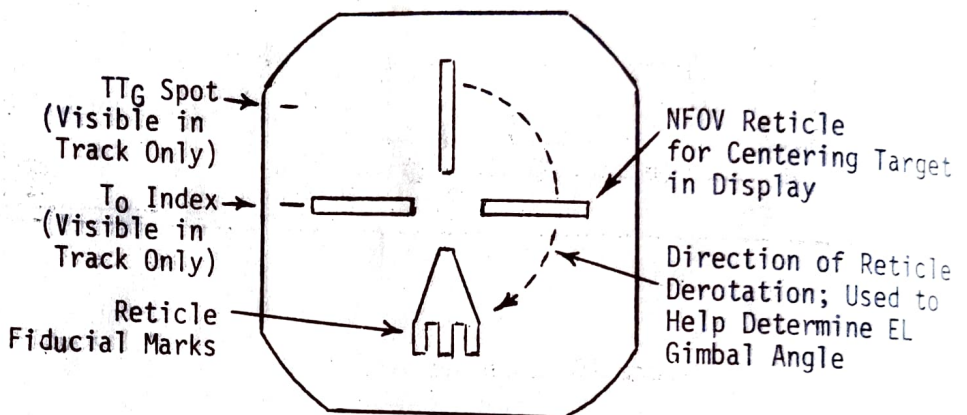 TTG Spot
(Visible in
Track Only)
TO Index
(Visible in
Track Only)
Reticle
Fiducial Marks
NFOV Reticle
for Centering Target
in Display
Direction of Reticle
Derotation; Used to
Help Determine EL
Gimbal Angle